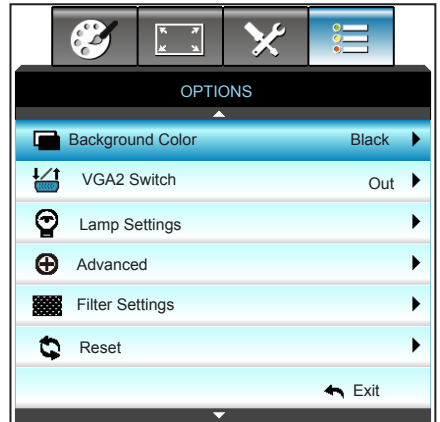 OPTIONS
Background Color Black
VGA2 Switch Out
Lamp Settings
Advanced
Filter Settings
Reset
Exit